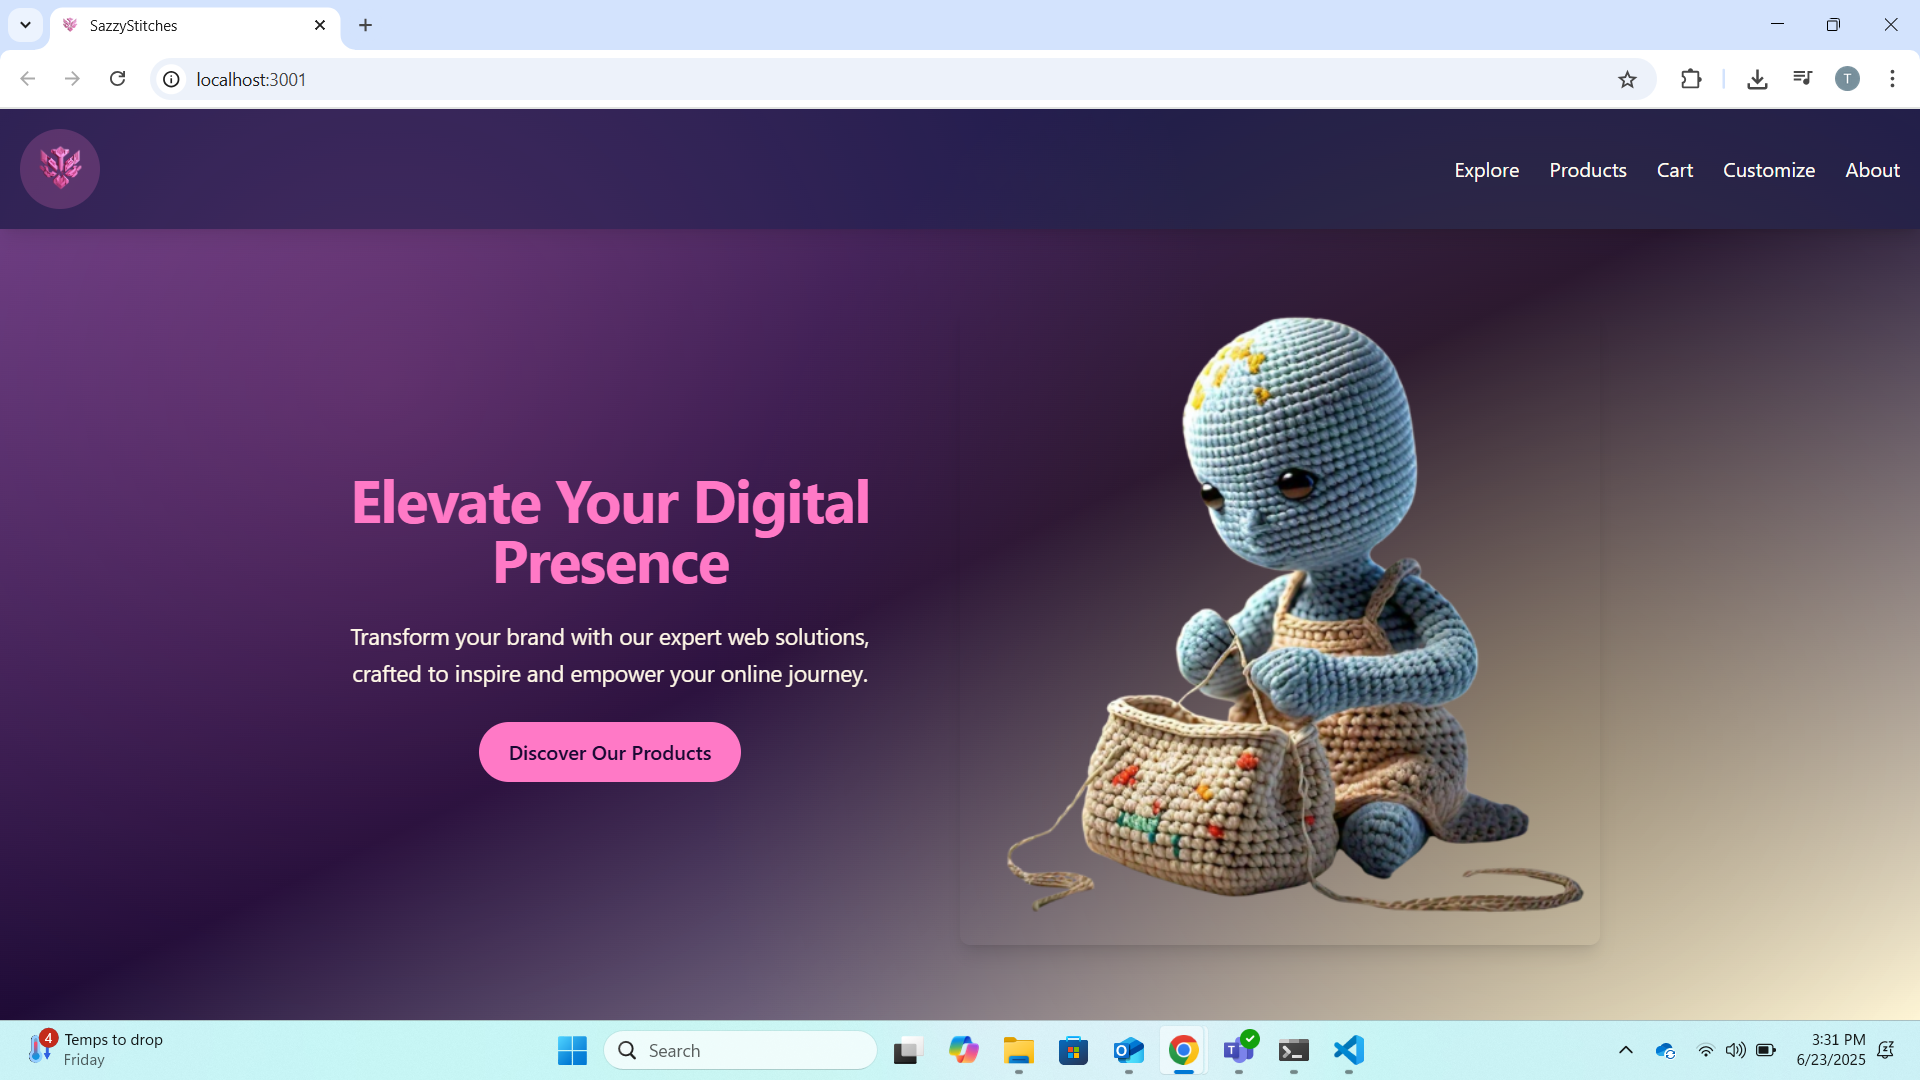 SazzyStitches
localhost:3001
T
Explore Products Cart Customize About
Elevate Your Digital
Presence
Transform your brand with our expert web solutions,
crafted to inspire and empower your online journey.
Discover Our Products
4
Temps to drop
Friday
Search
3:31 PM
6/23/2025